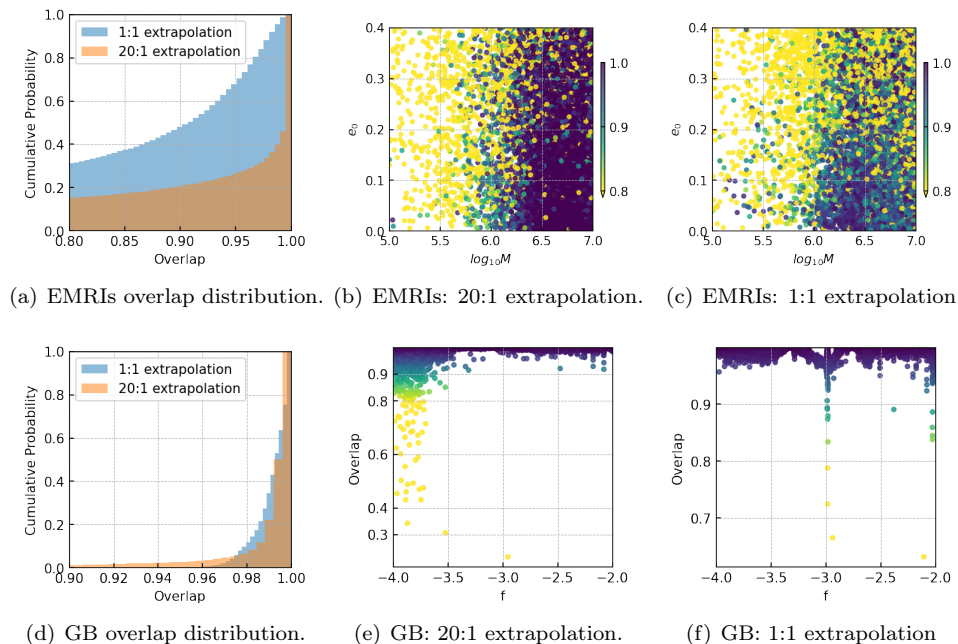 1.0
0.8
0.6
0.4
0.2
0.0
Cumulative Probability
1:1 extrapolation
20:1 extrapolation
0.80 0.85 0.90 0.95 1.00
Overlap
0.4
0.3
0.2
0.1
0.0
e0
5.0 5.5 6.0 6.5 7.0
log10M
1.0
0.9
0.8
0.4
0.3
0.2
0.1
0.0
e0
5.0 5.5 6.0 6.5 7.0
log10M
1.0
0.9
0.8
(a) EMRIs overlap distribution. (b) EMRIs: 20:1 extrapolation. (c) EMRIs: 1:1 extrapolation
1.0
0.8
0.6
0.4
0.2
0.0
Cumulative Probability
1:1 extrapolation
20:1 extrapolation
0.90 0.92 0.94 0.96 0.98 1.00
Overlap
0.9
0.8
0.6
0.5
0.3
Overlap
−4.0 −3.5 −3.0 −2.5 −2.0
f
0.9
0.8
0.7
Overlap
−4.0 −3.5 −3.0 −2.5 −2.0
f
(d) GB overlap distribution. (e) GB: 20:1 extrapolation. (f) GB: 1:1 extrapolation